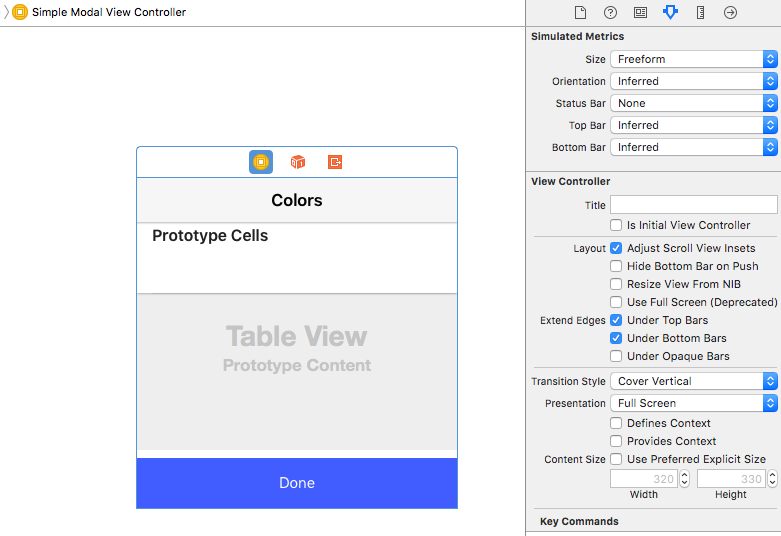 Simple Modal View Controller
Colors
Prototype Cells
Table View
Prototype Content
Done
Simulated Metrics
Size Freeform
Orientation Inferred
Status Bar None
Top Bar Inferred
Bottom Bar Inferred
View Controller
Title
Is Initial View Controller
Layout Adjust Scroll View Insets
Hide Bottom Bar on Push
Resize View From NIB
Use Full Screen (Deprecated)
Extend Edges Under Top Bars
Under Bottom Bars
Under Opaque Bars
Transition Style Cover Vertical
Presentation Full Screen
Defines Context
Provides Context
Content Size Use Preferred Explicit Size
320 330
Width Height
Key Commands